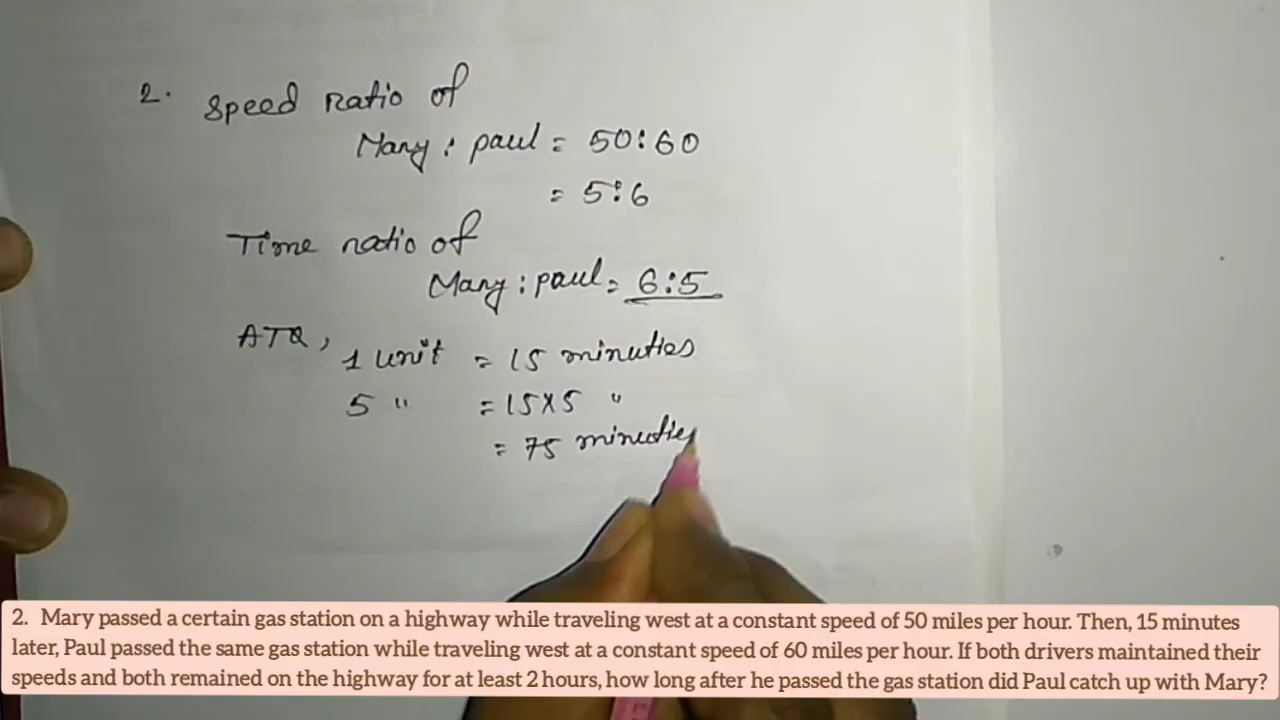 2. Speed ratio of
Mary : paul = 50:60
= 5:6
Time ratio of
Mary : paul = 6:5
ATQ,
1 unit = 15 minuties
5 " = 15×5 "
= 75 minuties
2. Mary passed a certain gas station on a highway while traveling west at a constant speed of 50 miles per hour. Then, 15 minutes
later, Paul passed the same gas station while traveling west at a constant speed of 60 miles per hour. If both drivers maintained their
speeds and both remained on the highway for at least 2 hours, how long after he passed the gas station did Paul catch up with Mary?